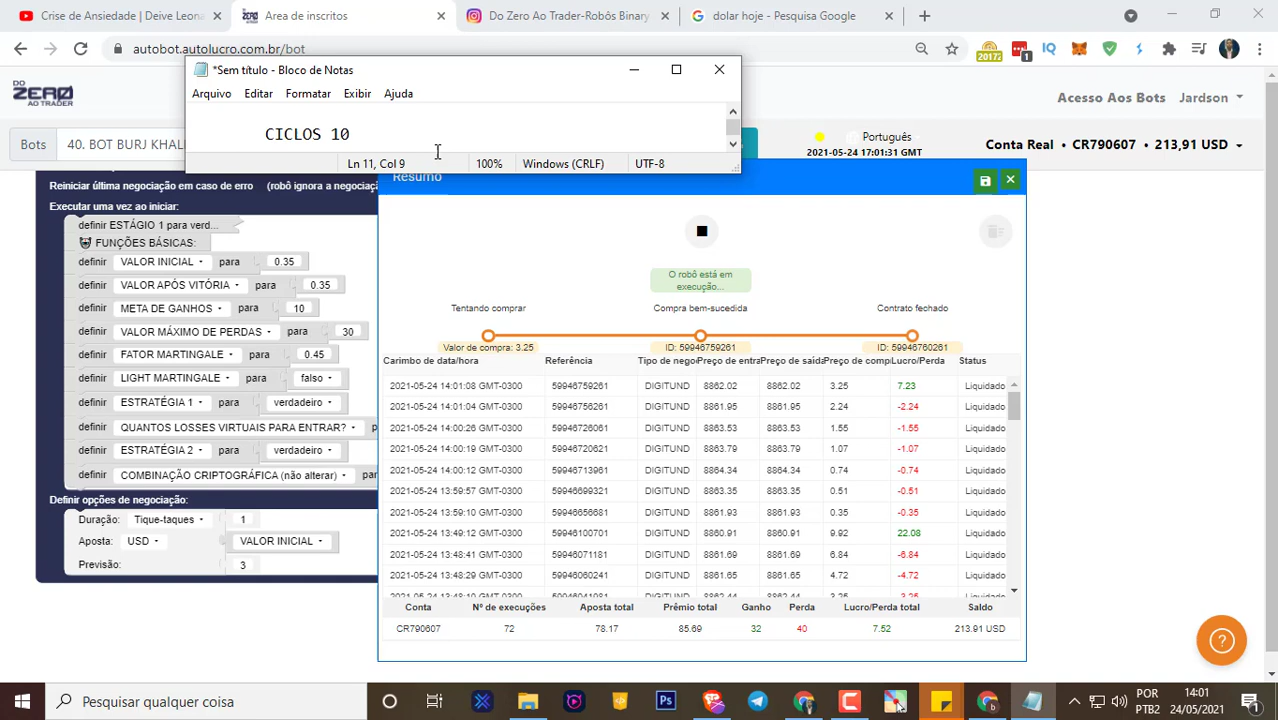 Crise de Ansiedade | Deive Leona
Area de inscritos
Do Zero Ao Trader-Robôs Binary
dolar hoje - Pesquisa Google
autobot.autolucro.com.br/bot
2017
1
IQ
*Sem título - Bloco de Notas
Arquivo Editar Formatar Exibir Ajuda
CICLOS 10
Ln 11, Col 9 100% Windows (CRLF) UTF-8
DO ZERO AO TRADER
Acesso Aos Bots Jardson
Bots 40. BOT BURJ KHAL
Português
2021-05-24 17:01:31 GMT
Conta Real • CR790607 • 213,91 USD
Reiniciar última negociação em caso de erro (robô ignora a negociaçã
Executar uma vez ao iniciar:
definir ESTÁGIO 1 para verd...
FUNÇÕES BÁSICAS:
definir VALOR INICIAL para 0.35
definir VALOR APÓS VITÓRIA para 0.35
definir META DE GANHOS para 10
definir VALOR MÁXIMO DE PERDAS para 30
definir FATOR MARTINGALE para 0.45
definir LIGHT MARTINGALE para falso
definir ESTRATÉGIA 1 para verdadeiro
definir QUANTOS LOSSES VIRTUAIS PARA ENTRAR? p
definir ESTRATÉGIA 2 para verdadeiro
definir COMBINAÇÃO CRIPTOGRÁFICA (não alterar) par
Definir opções de negociação:
Duração: Tique-taques 1
Aposta: USD VALOR INICIAL
Previsão: 3
Resumo
O robô está em
execução...
Tentando comprar Compra bem-sucedida Contrato fechado
Valor de compra: 3.25 ID: 59946759261 ID: 59946760261
Carimbo de data/hora Referência Tipo de nego Preço de entra Preço de saída Preço de comp Lucro/Perda Status
2021-05-24 14:01:08 GMT-0300 59946759261 DIGITUND 8862.02 8862.02 3.25 7.23 Liquidado
2021-05-24 14:01:04 GMT-0300 59946756261 DIGITUND 8861.95 8861.95 2.24 -2.24 Liquidado
2021-05-24 14:00:26 GMT-0300 59946726061 DIGITUND 8863.53 8863.53 1.55 -1.55 Liquidado
2021-05-24 14:00:19 GMT-0300 59946720621 DIGITUND 8863.79 8863.79 1.07 -1.07 Liquidado
2021-05-24 14:00:12 GMT-0300 59946713961 DIGITUND 8864.34 8864.34 0.74 -0.74 Liquidado
2021-05-24 13:59:57 GMT-0300 59946699321 DIGITUND 8863.35 8863.35 0.51 -0.51 Liquidado
2021-05-24 13:59:10 GMT-0300 59946656681 DIGITUND 8861.93 8861.93 0.35 -0.35 Liquidado
2021-05-24 13:49:12 GMT-0300 59946100701 DIGITUND 8860.91 8860.91 9.92 22.08 Liquidado
2021-05-24 13:48:41 GMT-0300 59946071181 DIGITUND 8861.69 8861.69 6.84 -6.84 Liquidado
2021-05-24 13:48:29 GMT-0300 59946060241 DIGITUND 8861.65 8861.65 4.72 -4.72 Liquidado
Conta Nº de execuções Aposta total Prêmio total Ganho Perda Lucro/Perda total Saldo
CR790607 72 78.17 85.69 32 40 7.52 213.91 USD
Pesquisar qualquer coisa
POR
PTB2
14:01
24/05/2021